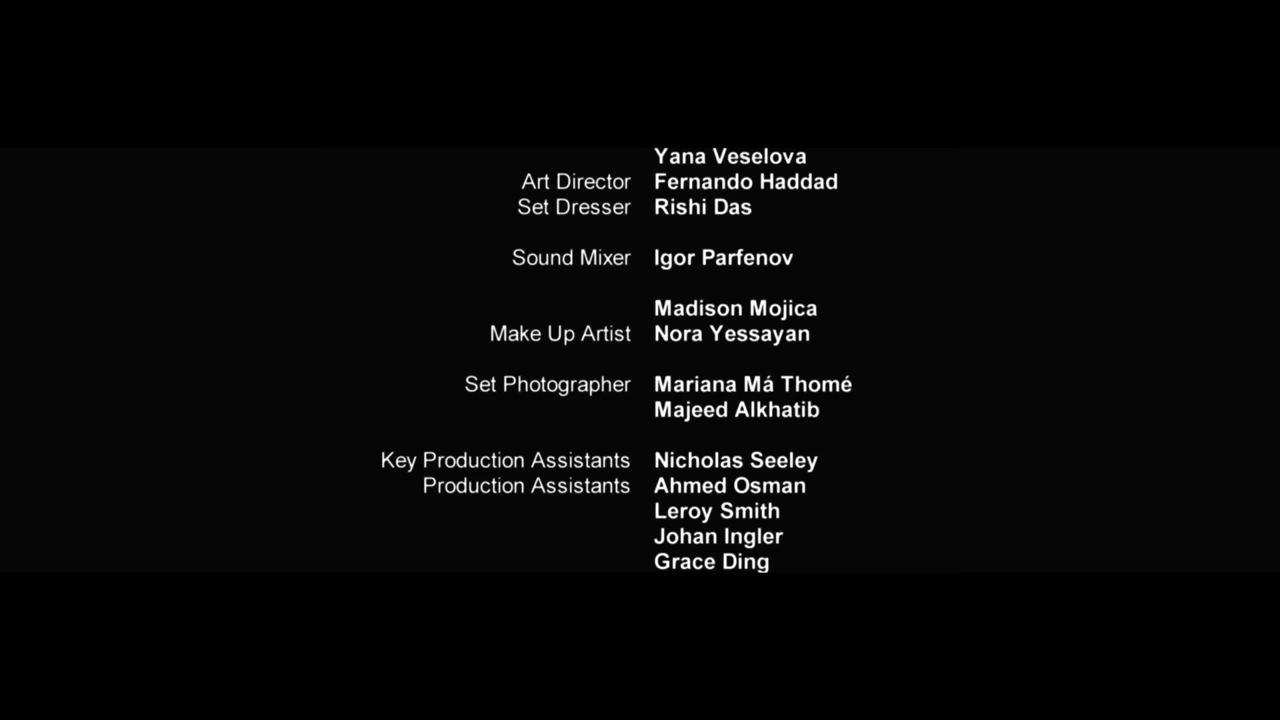 Yana Veselova
Art Director Fernando Haddad
Set Dresser Rishi Das
Sound Mixer Igor Parfenov
Madison Mojica
Make Up Artist Nora Yessayan
Set Photographer Mariana Má Thomé
Majeed Alkhatib
Key Production Assistants Nicholas Seeley
Production Assistants Ahmed Osman
Leroy Smith
Johan Ingler
Grace Ding